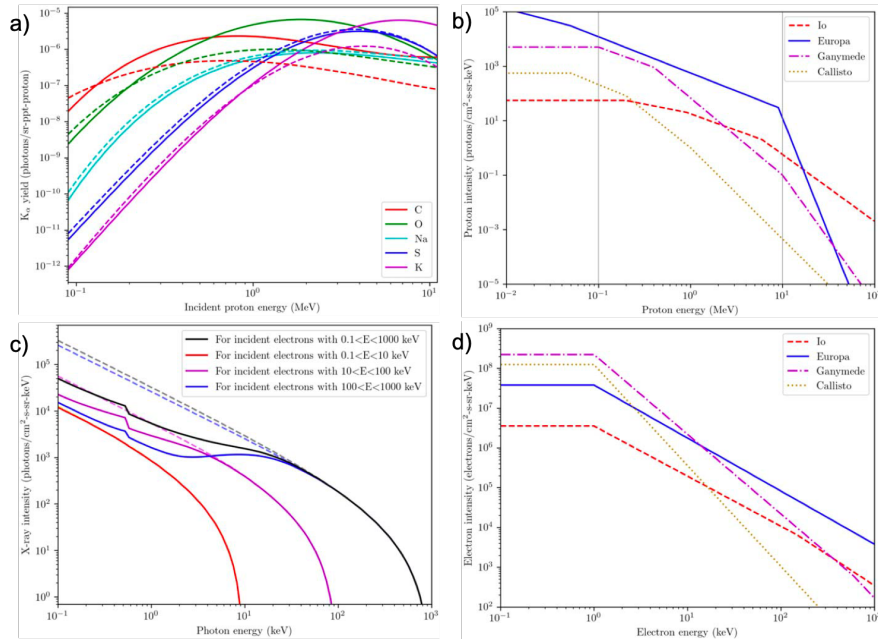 a)
10⁻⁵
10⁻⁶
10⁻⁷
10⁻⁸
10⁻⁹
10⁻¹⁰
10⁻¹¹
10⁻¹²
Kα yield (photons/sr-ppt-proton)
C
O
Na
S
K
10⁻¹ 10⁰ 10¹
Incident proton energy (MeV)
b)
10⁵
10³
10¹
10⁻¹
10⁻³
10⁻⁵
Proton intensity (protons/cm²-s-sr-keV)
Io
Europa
Ganymede
Callisto
10⁻² 10⁻¹ 10⁰ 10¹ 10²
Proton energy (MeV)
c)
10⁵
10⁴
10³
10²
10¹
10⁰
X-ray intensity (photons/cm²-s-sr-keV)
For incident electrons with 0.1<E<1000 keV
For incident electrons with 0.1<E<10 keV
For incident electrons with 10<E<100 keV
For incident electrons with 100<E<1000 keV
10⁻¹ 10⁰ 10¹ 10² 10³
Photon energy (keV)
d)
10⁹
10⁸
10⁷
10⁶
10⁵
10⁴
10³
10²
Electron intensity (electrons/cm²-s-sr-keV)
Io
Europa
Ganymede
Callisto
10⁻¹ 10⁰ 10¹ 10² 10³
Electron energy (keV)